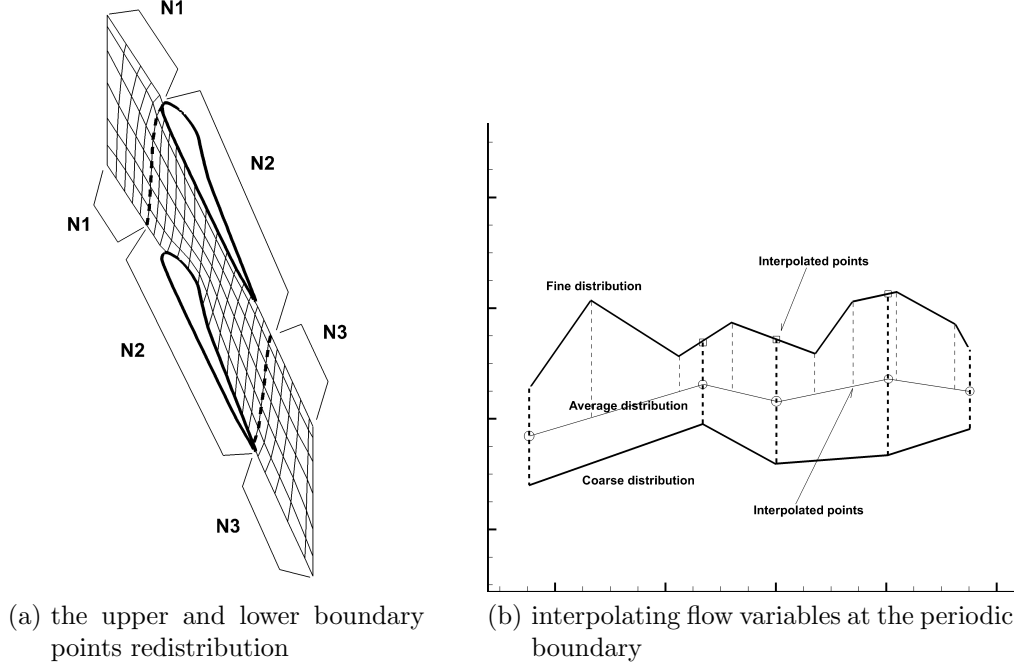 N1
N2
N1
N2
N3
N3
Interpolated points
Fine distribution
Average distribution
Coarse distribution
Interpolated points
(a) the upper and lower boundary
points redistribution
(b) interpolating flow variables at the periodic
boundary